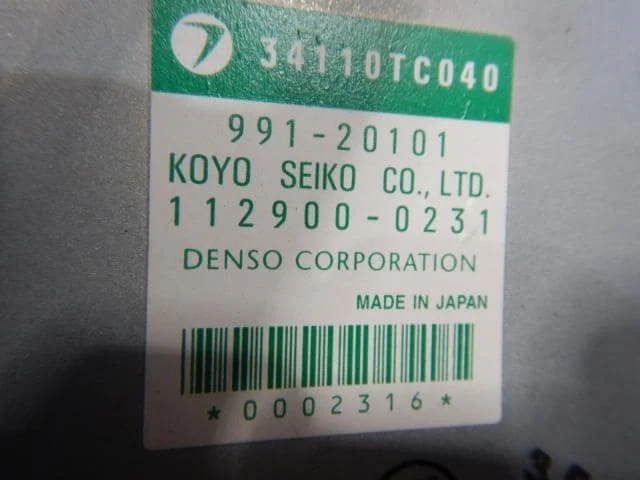 34110TC040
991-20101
KOYO SEIKO CO., LTD.
112900-0231
DENSO CORPORATION
MADE IN JAPAN
*0002316*